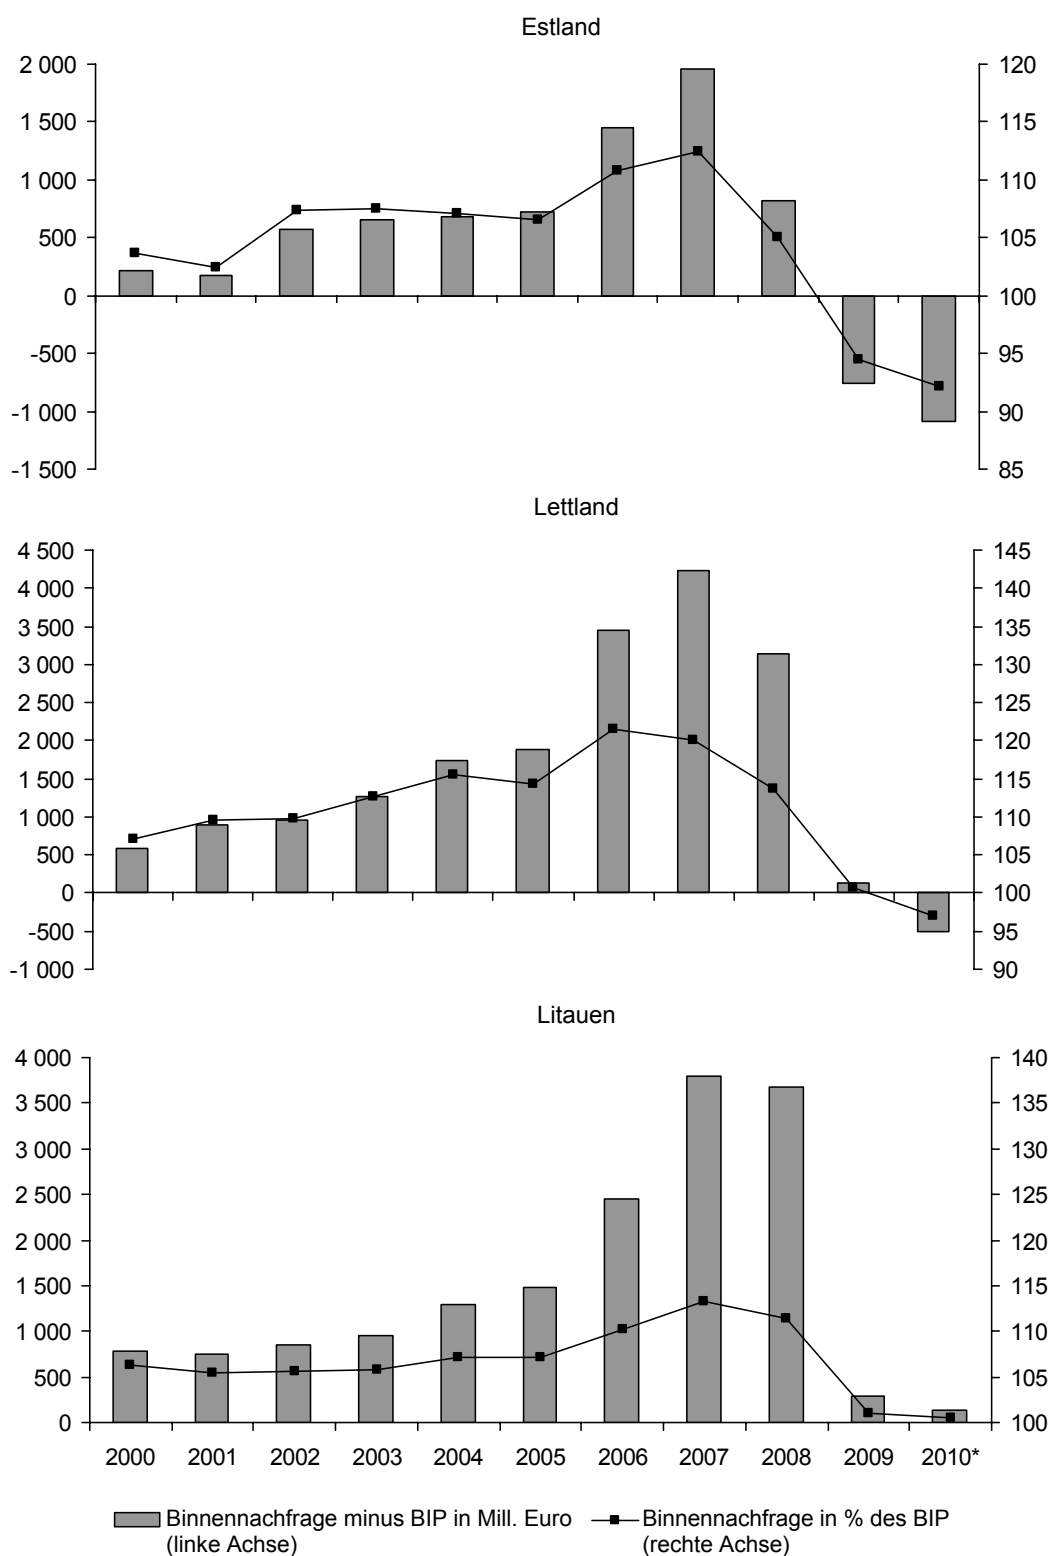 Estland
2 000 120
1 500 115
1 000 110
500 105
0 100
-500 95
-1 000 90
-1 500 85
Lettland
4 500 145
4 000 140
3 500 135
3 000 130
2 500 125
2 000 120
1 500 115
1 000 110
500 105
0 100
-500 95
-1 000 90
Litauen
4 000 140
3 500 135
3 000 130
2 500 125
2 000 120
1 500 115
1 000 110
500 105
0 100
2000 2001 2002 2003 2004 2005 2006 2007 2008 2009 2010*
Binnennachfrage minus BIP in Mill. Euro Binnennachfrage in % des BIP
(linke Achse) (rechte Achse)